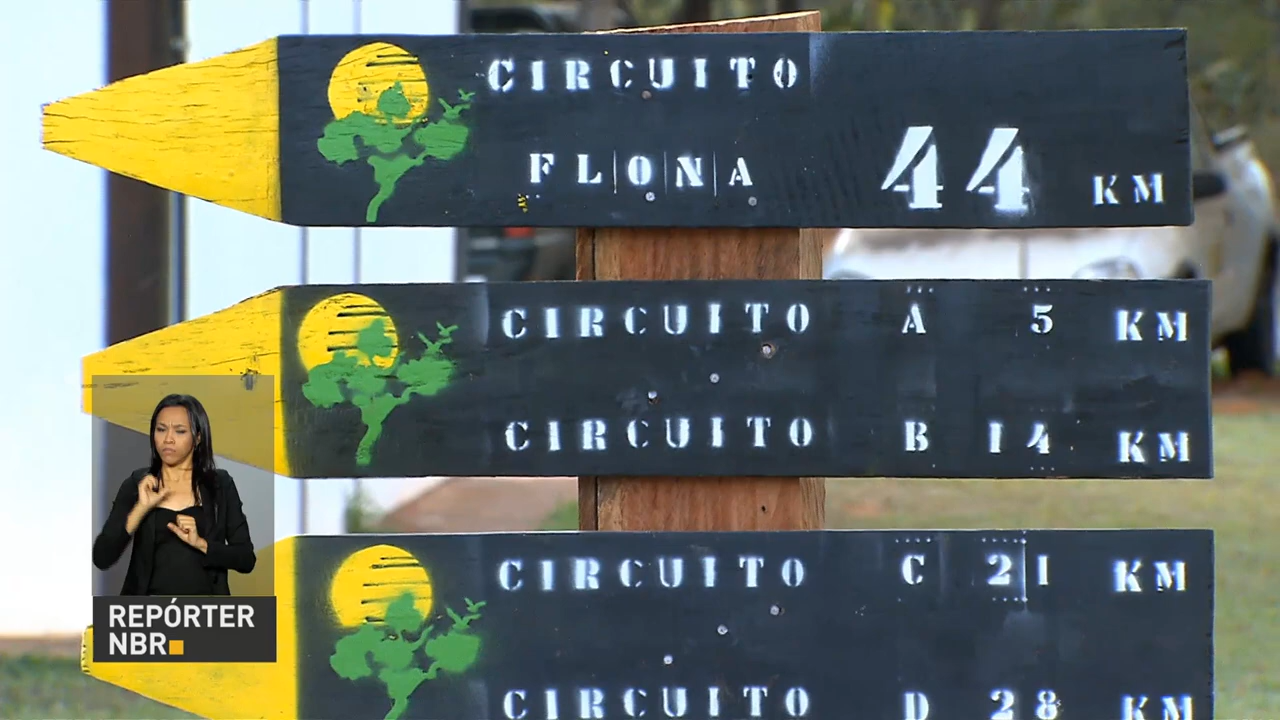 CIRCUITO
FLONA 44 KM
CIRCUITO A 5 KM
CIRCUITO B 14 KM
CIRCUITO C 21 KM
CIRCUITO D 28 KM
REPÓRTER
NBR